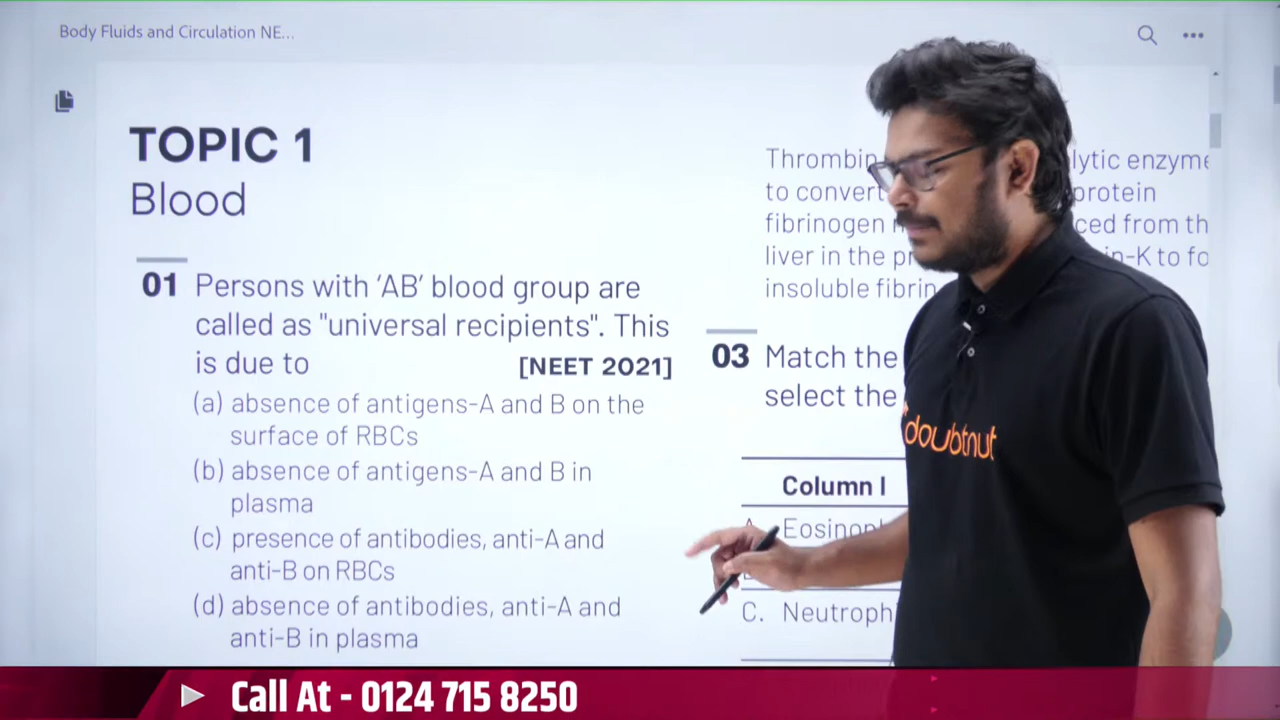 Body Fluids and Circulation NE...
TOPIC 1
Blood
01 Persons with ‘AB’ blood group are
called as "universal recipients". This
is due to [NEET 2021]
(a) absence of antigens-A and B on the
surface of RBCs
(b) absence of antigens-A and B in
plasma
(c) presence of antibodies, anti-A and
anti-B on RBCs
(d) absence of antibodies, anti-A and
anti-B in plasma
Thrombin lytic enzyme
to convert protein
fibrinogen ced from th
liver in the in-K to fo
insoluble fibrin
03 Match the
select the
Column I
A. Eosinop
C. Neutroph
doubtnut
Call At - 0124 715 8250